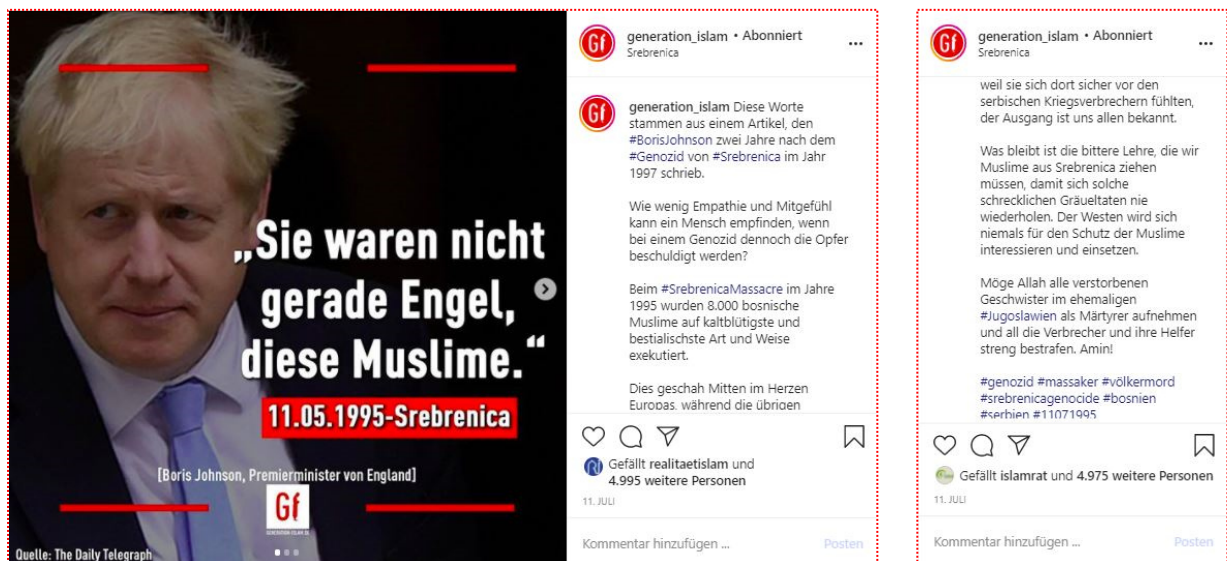 „Sie waren nicht
gerade Engel,
diese Muslime.“
11.05.1995-Srebrenica
[Boris Johnson, Premierminister von England]
Gf
GENERATION-ISLAM.DE
Quelle: The Daily Telegraph
Gf
generation_islam • Abonniert
Srebrenica
...
Gf
generation_islam Diese Worte
stammen aus einem Artikel, den
#BorisJohnson zwei Jahre nach dem
#Genozid von #Srebrenica im Jahr
1997 schrieb.
Wie wenig Empathie und Mitgefühl
kann ein Mensch empfinden, wenn
bei einem Genozid dennoch die Opfer
beschuldigt werden?
Beim #SrebrenicaMassacre im Jahre
1995 wurden 8.000 bosnische
Muslime auf kaltblütigste und
bestialischste Art und Weise
exekutiert.
Dies geschah Mitten im Herzen
Europas, während die übrigen
Gefällt realitaetislam und
4.995 weitere Personen
11. JULI
Kommentar hinzufügen ...
Posten
Gf
generation_islam • Abonniert
Srebrenica
...
weil sie sich dort sicher vor den
serbischen Kriegsverbrechern fühlten,
der Ausgang ist uns allen bekannt.
Was bleibt ist die bittere Lehre, die wir
Muslime aus Srebrenica ziehen
müssen, damit sich solche
schrecklichen Gräueltaten nie
wiederholen. Der Westen wird sich
niemals für den Schutz der Muslime
interessieren und einsetzen.
Möge Allah alle verstorbenen
Geschwister im ehemaligen
#Jugoslawien als Märtyrer aufnehmen
und all die Verbrecher und ihre Helfer
streng bestrafen. Amin!
#genozid #massaker #völkermord
#srebrenicagenocide #bosnien
#serbien #11071995
Gefällt islamrat und 4.975 weitere Personen
11. JULI
Kommentar hinzufügen ...
Posten